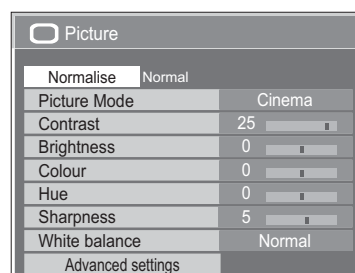 Picture
Normalise Normal
Picture Mode Cinema
Contrast 25
Brightness 0
Colour 0
Hue 0
Sharpness 5
White balance Normal
Advanced settings